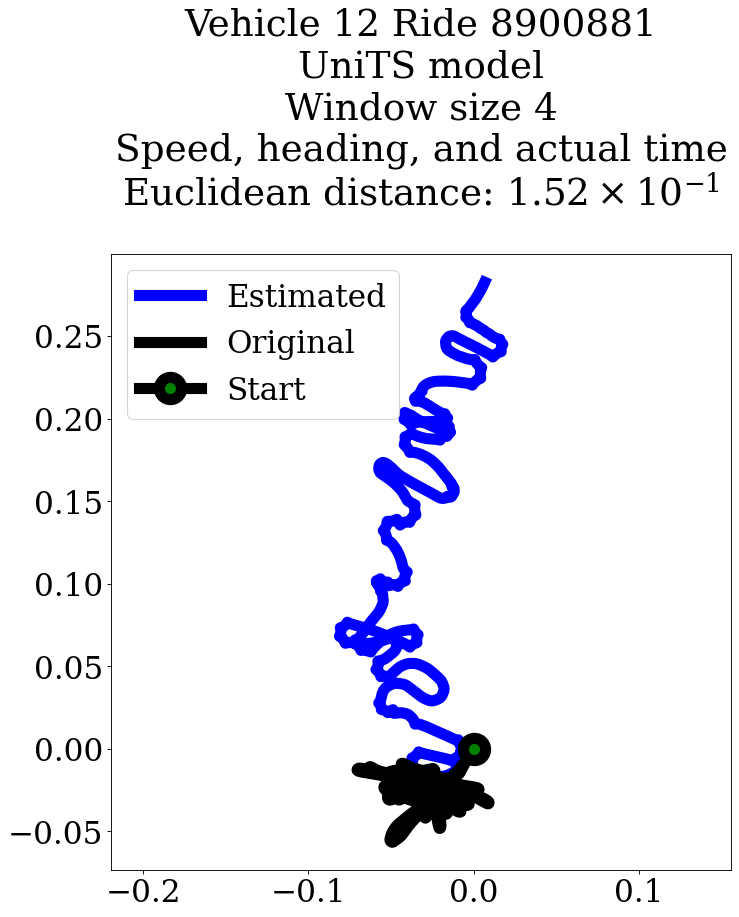 Vehicle 12 Ride 8900881
UniTS model
Window size 4
Speed, heading, and actual time
Euclidean distance: 1.52 × 10⁻¹
Estimated
Original
Start
0.25
0.20
0.15
0.10
0.05
0.00
−0.05
−0.2 −0.1 0.0 0.1